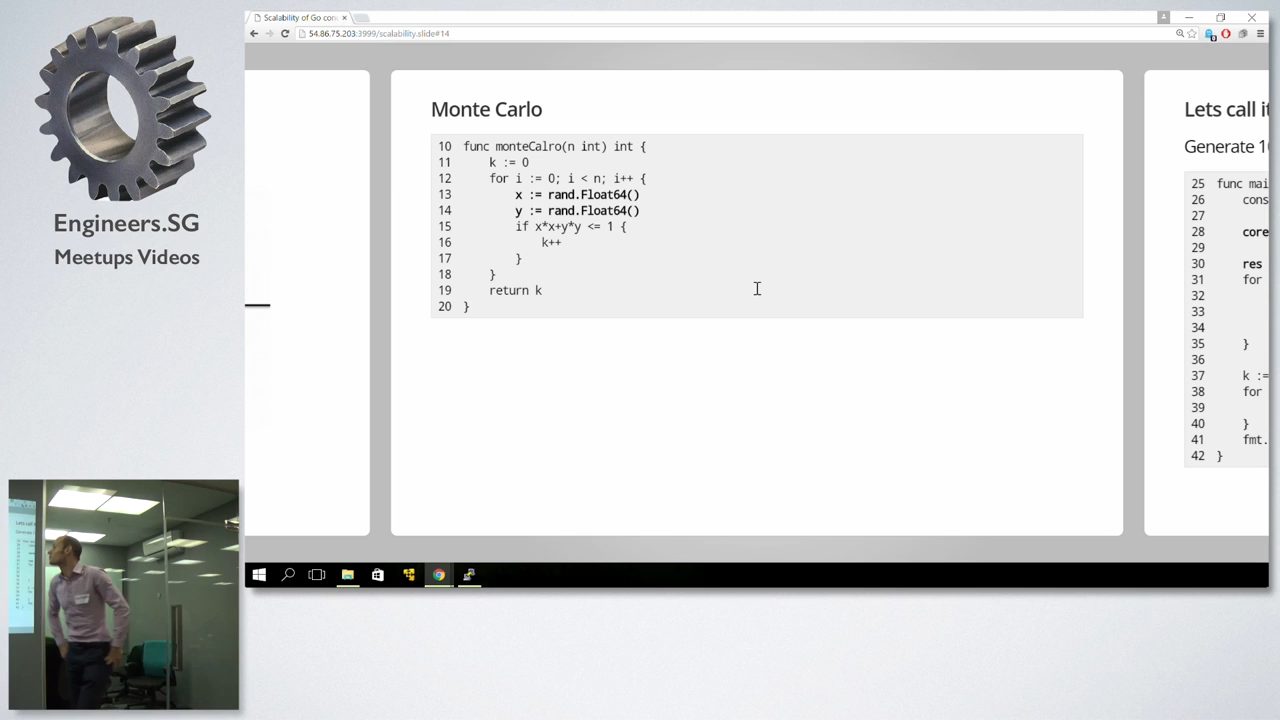 Engineers.SG
Meetups Videos
Scalability of Go con
54.86.75.203:3999/scalability.slide#14
Monte Carlo
10 func monteCalro(n int) int {
11 k := 0
12 for i := 0; i < n; i++ {
13 x := rand.Float64()
14 y := rand.Float64()
15 if x*x+y*y <= 1 {
16 k++
17 }
18 }
19 return k
20 }
Lets call it
Generate 1
25 func mai
26 cons
27
28 core
29
30 res
31 for
32
33
34
35 }
36
37 k :=
38 for
39
40 }
41 fmt.
42 }
Lets call